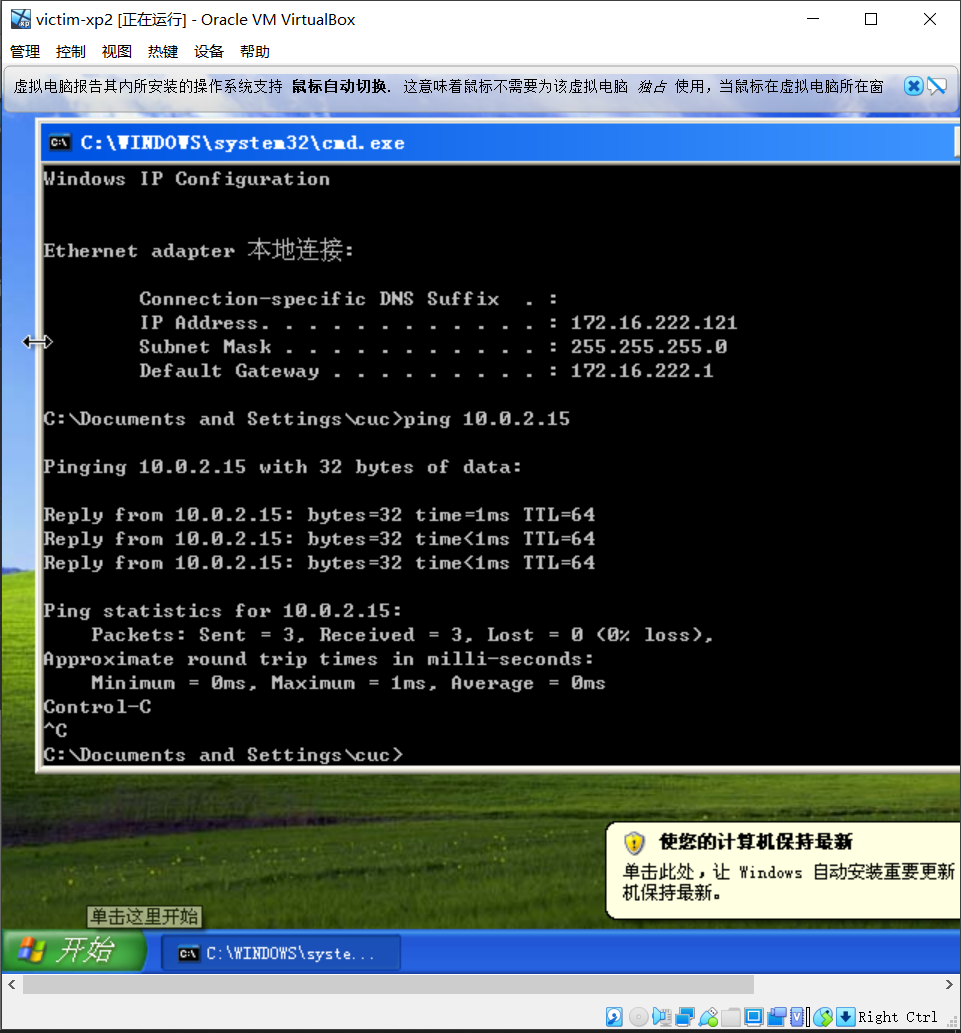 victim-xp2 [正在运行] - Oracle VM VirtualBox
管理 控制 视图 热键 设备 帮助
虚拟电脑报告其内所安装的操作系统支持 鼠标自动切换. 这意味着鼠标不需要为该虚拟电脑 独占 使用，当鼠标在虚拟电脑所在窗
C:\WINDOWS\system32\cmd.exe
Windows IP Configuration
Ethernet adapter 本地连接:
Connection-specific DNS Suffix . :
IP Address. . . . . . . . . . . . : 172.16.222.121
Subnet Mask . . . . . . . . . . . : 255.255.255.0
Default Gateway . . . . . . . . . : 172.16.222.1
C:\Documents and Settings\cuc>ping 10.0.2.15
Pinging 10.0.2.15 with 32 bytes of data:
Reply from 10.0.2.15: bytes=32 time=1ms TTL=64
Reply from 10.0.2.15: bytes=32 time<1ms TTL=64
Reply from 10.0.2.15: bytes=32 time<1ms TTL=64
Ping statistics for 10.0.2.15:
Packets: Sent = 3, Received = 3, Lost = 0 (0% loss),
Approximate round trip times in milli-seconds:
Minimum = 0ms, Maximum = 1ms, Average = 0ms
Control-C
^C
C:\Documents and Settings\cuc>
使您的计算机保持最新
单击此处，让 Windows 自动安装重要更新
机保持最新。
单击这里开始
开始
C:\WINDOWS\syste...
Right Ctrl